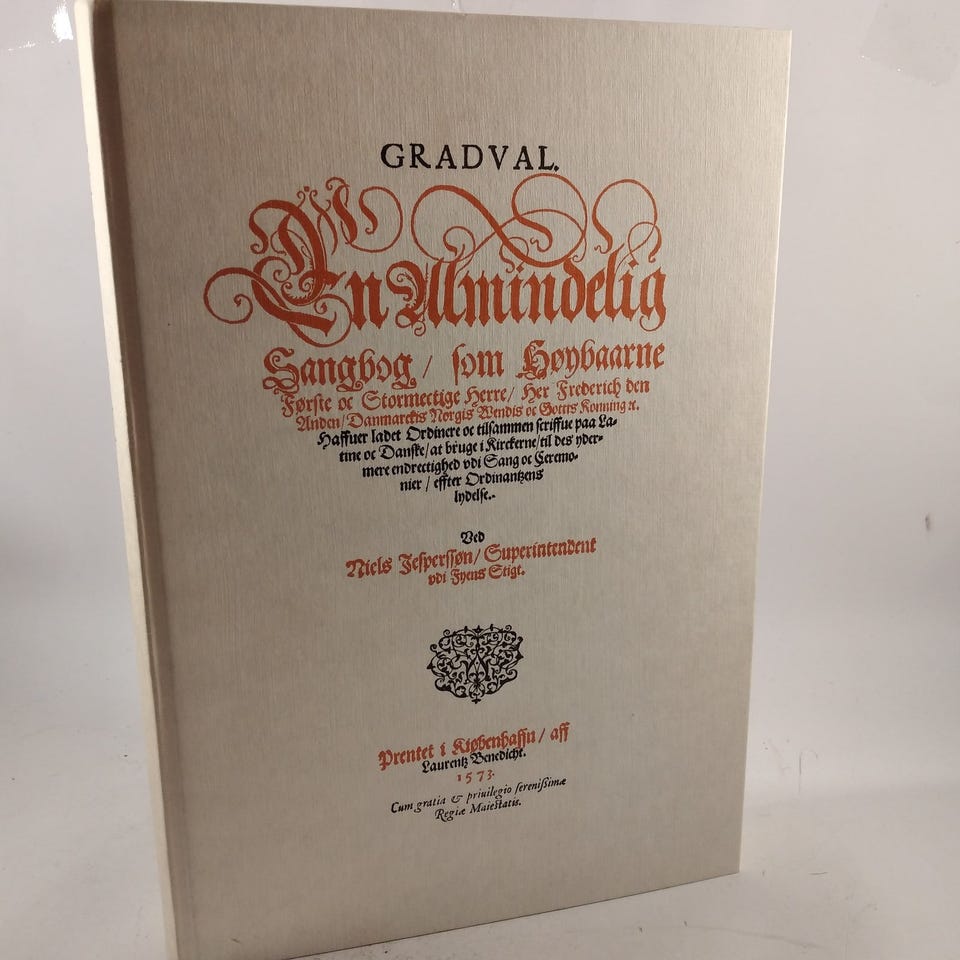 GRADVAL.
En Almindelig
Sangbog / som Høybaarne
Første oc Stormectige Herre / Her Frederich den
Anden / Danmarckis Norgis Wendis oc Gotters Konning etc.
Haffuer ladet Ordinere oc tilsammen scriffue paa La-
tine oc Danske / at bruge i Kirckerne / til des yder-
mere endrectighed vdi Sang oc Ceremo-
nier / effter Ordinantzens
lydelse.
Ved
Niels Jesperssøn / Superintendent
vdi Fyens Stigt.
Prentet i Kiøbenhaffn / aff
Laurentz Benedicht.
1573.
Cum gratia & priuilegio serenißimæ
Regiæ Maiestatis.